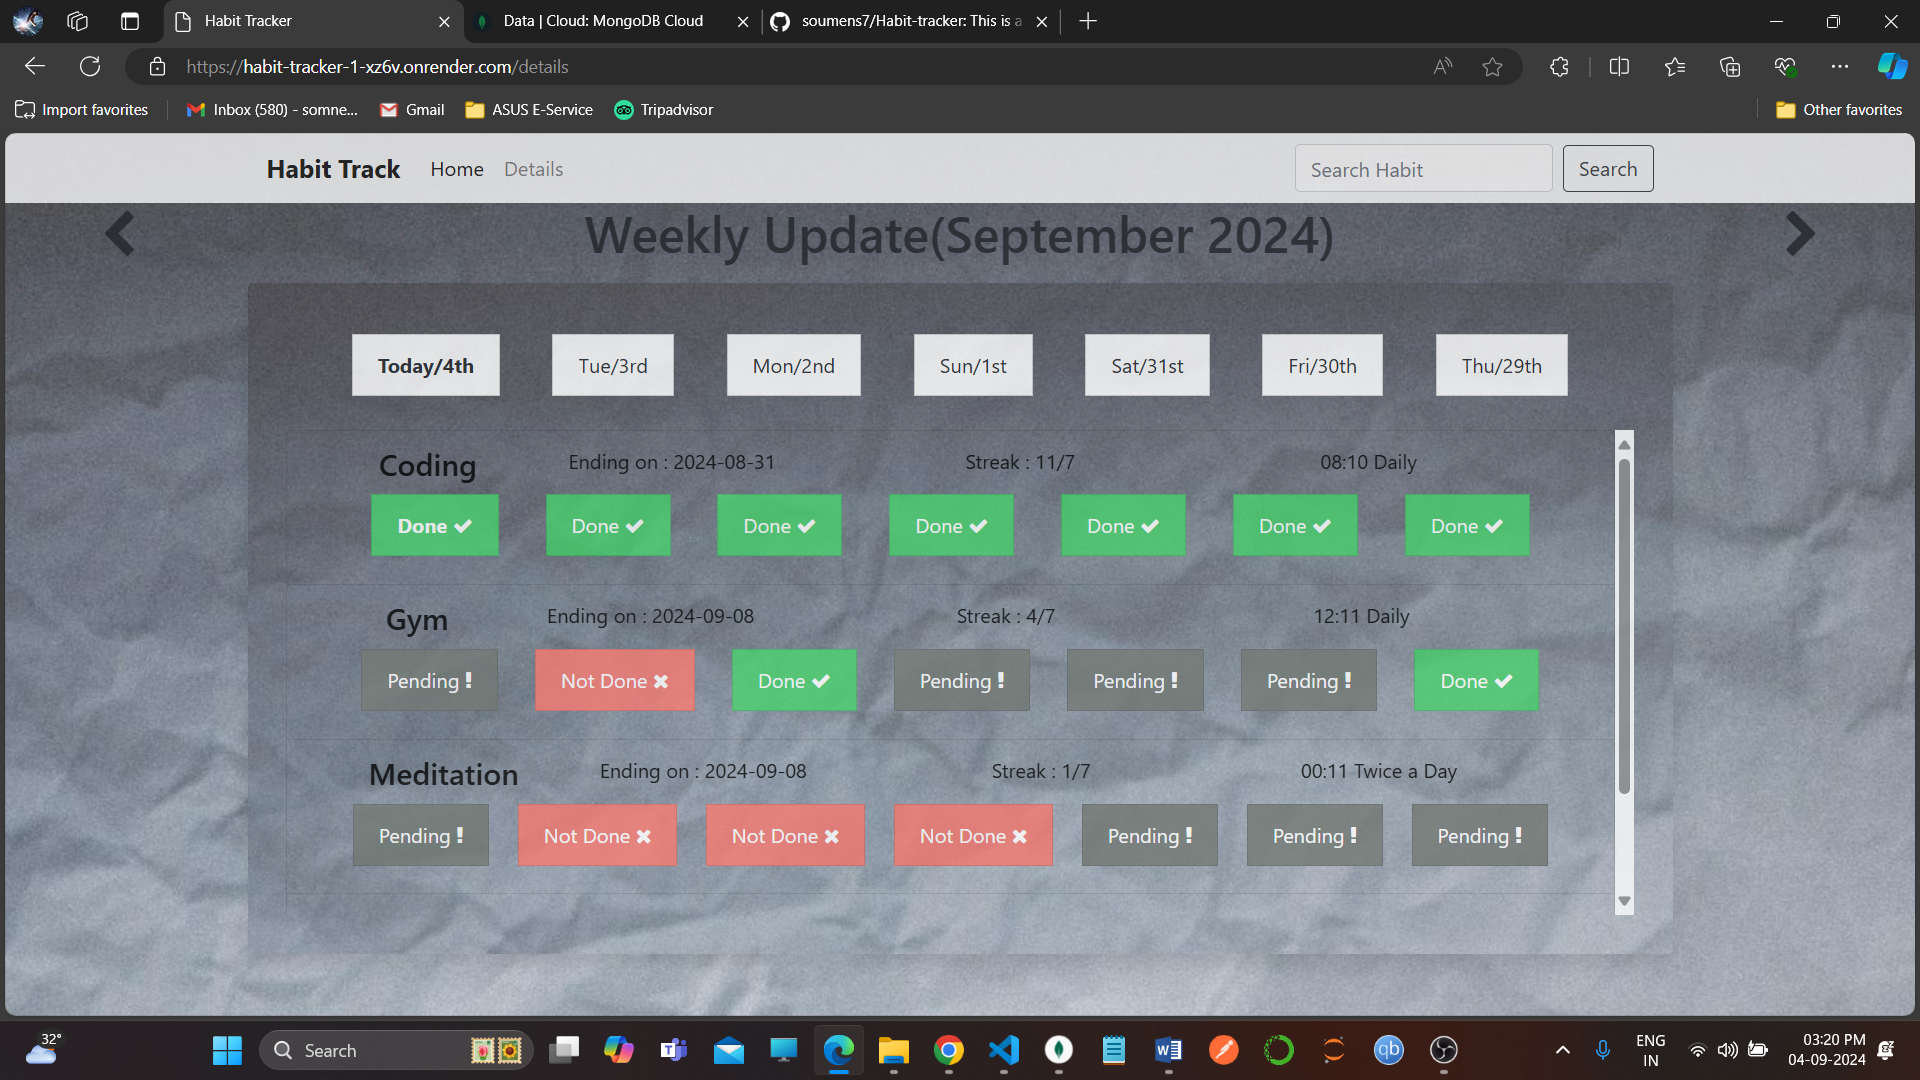 Habit Tracker
Data | Cloud: MongoDB Cloud
soumens7/Habit-tracker: This is a
https://habit-tracker-1-xz6v.onrender.com/details
Import favorites
Inbox (580) - somne...
Gmail
ASUS E-Service
Tripadvisor
Other favorites
Habit Track
Home
Details
Search Habit
Search
Weekly Update(September 2024)
Today/4th
Tue/3rd
Mon/2nd
Sun/1st
Sat/31st
Fri/30th
Thu/29th
Coding
Ending on : 2024-08-31
Streak : 11/7
08:10 Daily
Done
Done
Done
Done
Done
Done
Done
Gym
Ending on : 2024-09-08
Streak : 4/7
12:11 Daily
Pending !
Not Done
Done
Pending !
Pending !
Pending !
Done
Meditation
Ending on : 2024-09-08
Streak : 1/7
00:11 Twice a Day
Pending !
Not Done
Not Done
Not Done
Pending !
Pending !
Pending !
32°
Search
ENG
IN
03:20 PM
04-09-2024